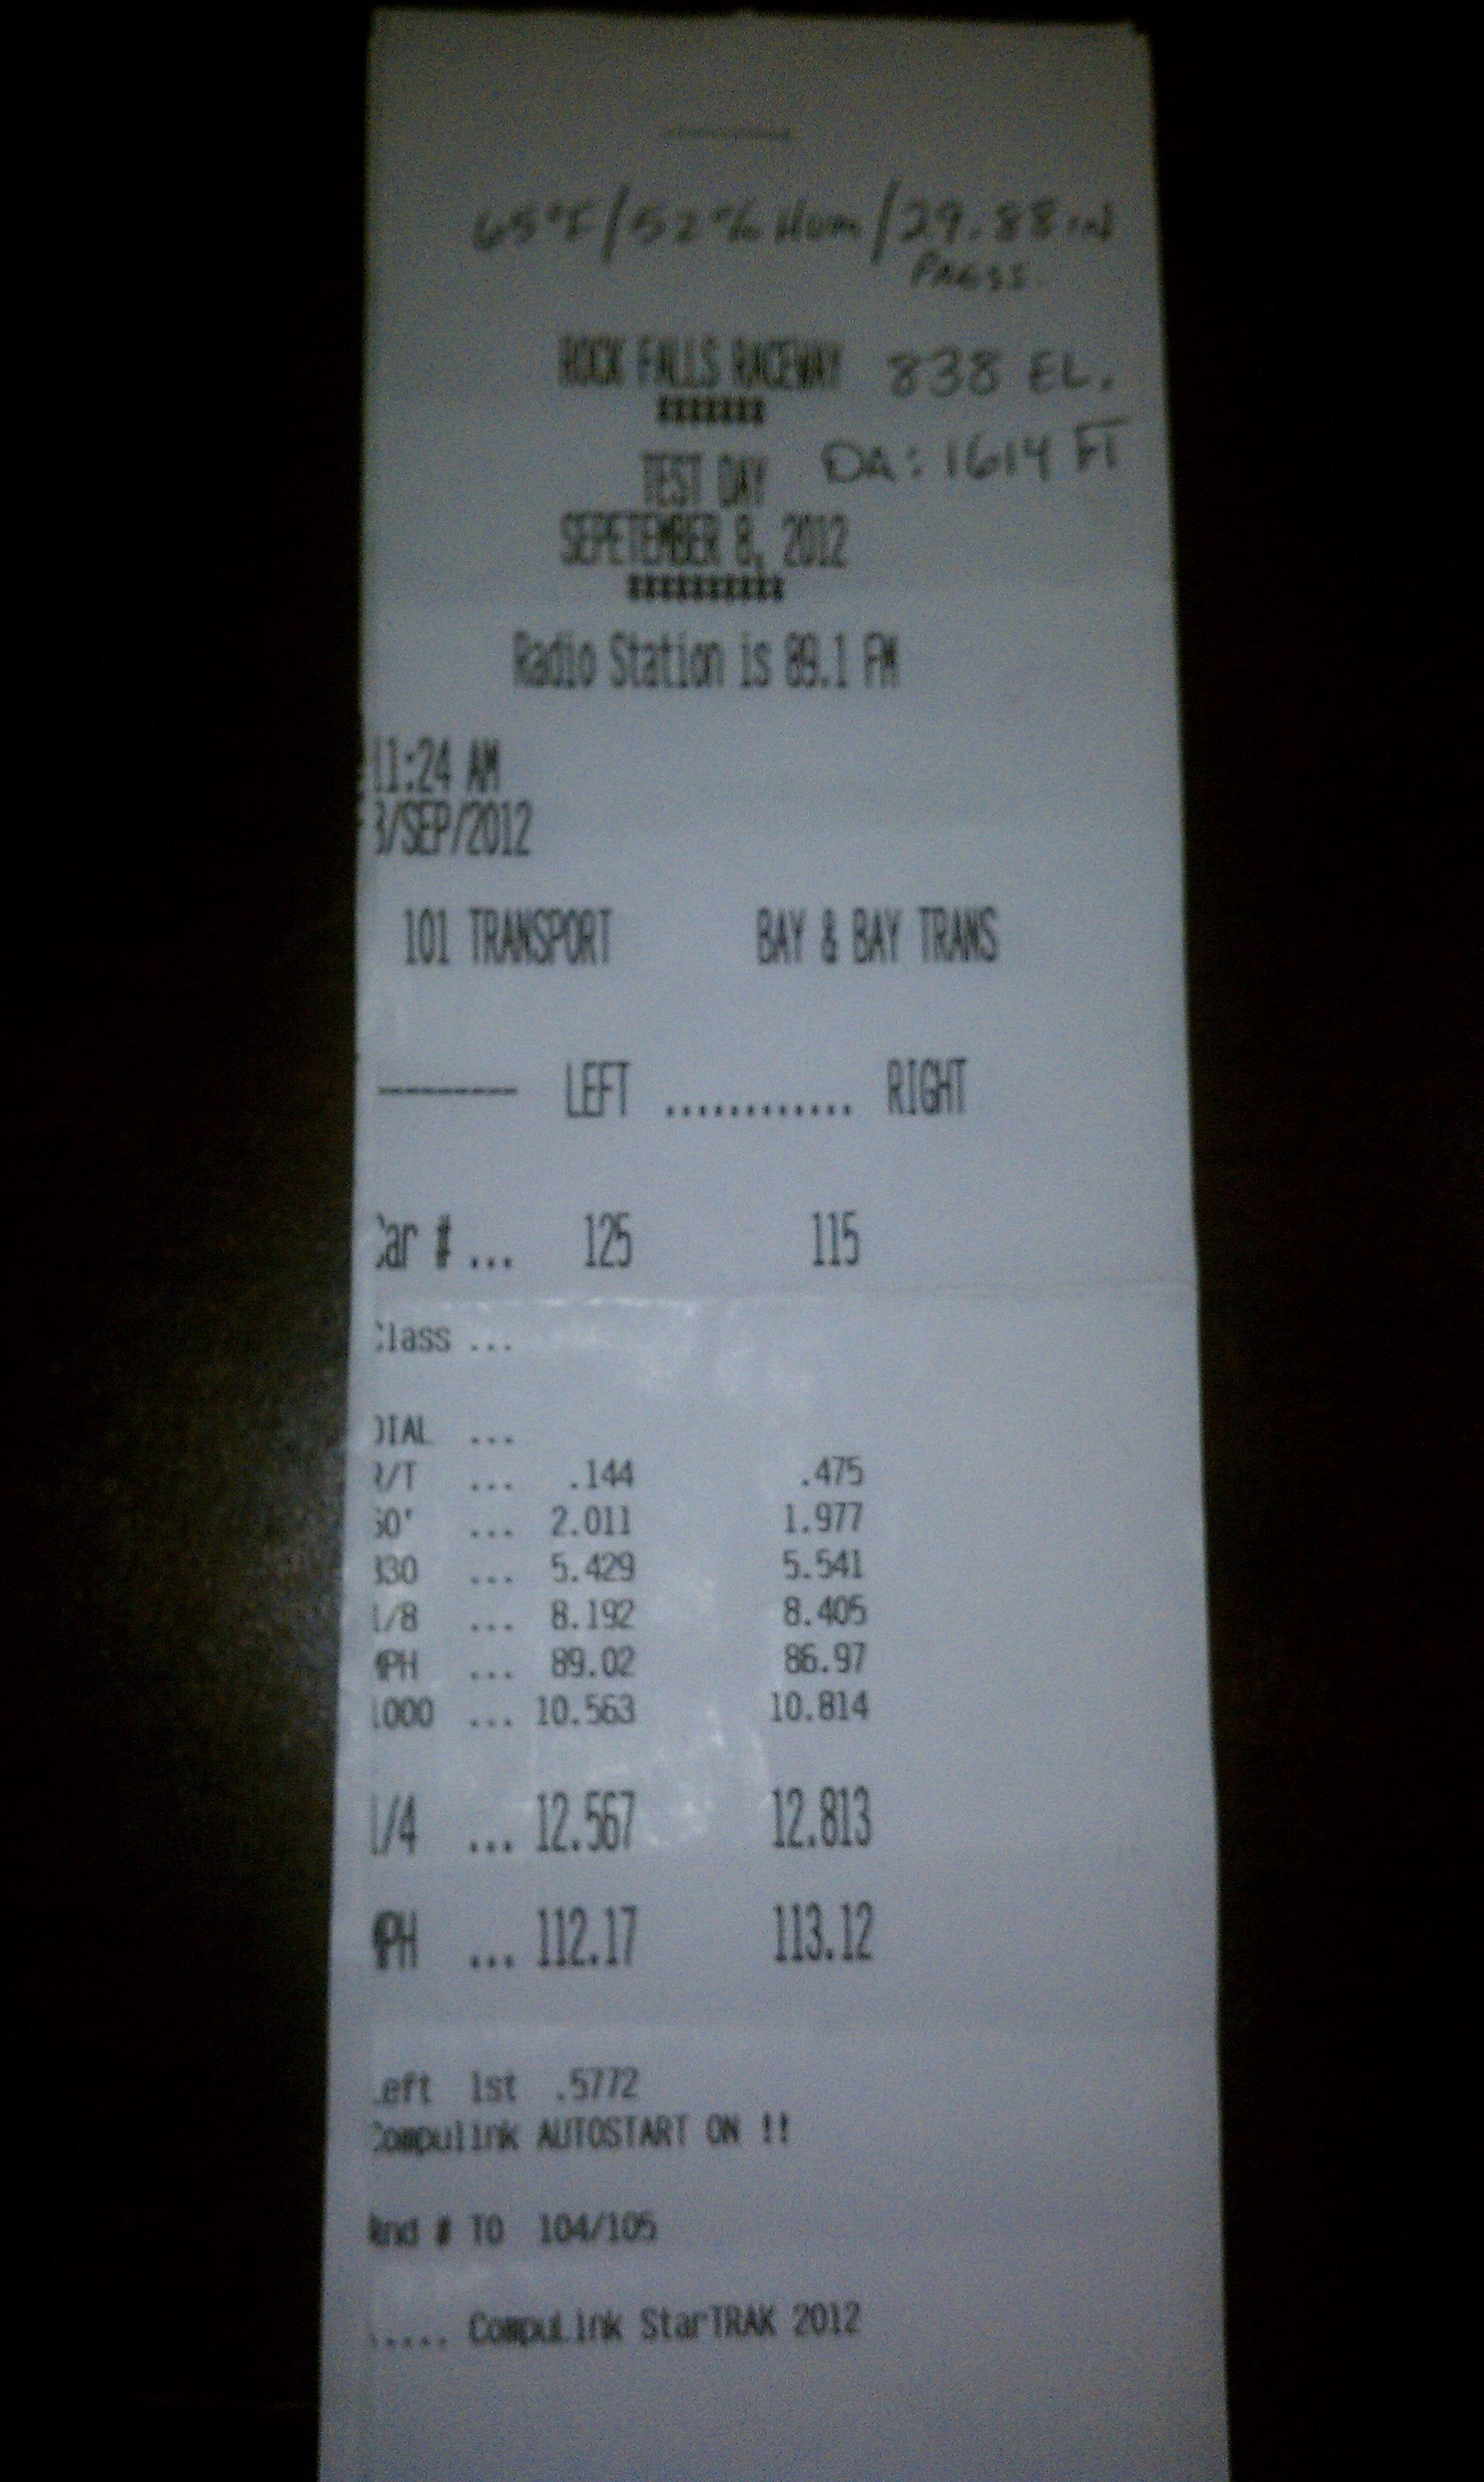 65°F/52% Hum/29.88 IN
PRESS.
ROCK FALLS RACEWAY 838 EL.
TEST DAY DA: 1614 FT
SEPETEMBER 8, 2012
Radio Station is 89.1 FM
11:24 AM
8/SEP/2012
101 TRANSPORT BAY & BAY TRANS
--------- LEFT ............ RIGHT
Car # ... 125 115
Class ...
DIAL ...
R/T ... .144 .475
60' ... 2.011 1.977
330 ... 5.429 5.541
1/8 ... 8.192 8.405
MPH ... 89.02 86.97
1000 ... 10.563 10.814
1/4 ... 12.567 12.813
MPH ... 112.17 113.12
Left 1st .5772
Compulink AUTOSTART ON !!
Rnd # TO 104/105
..... CompuLink StarTRAK 2012